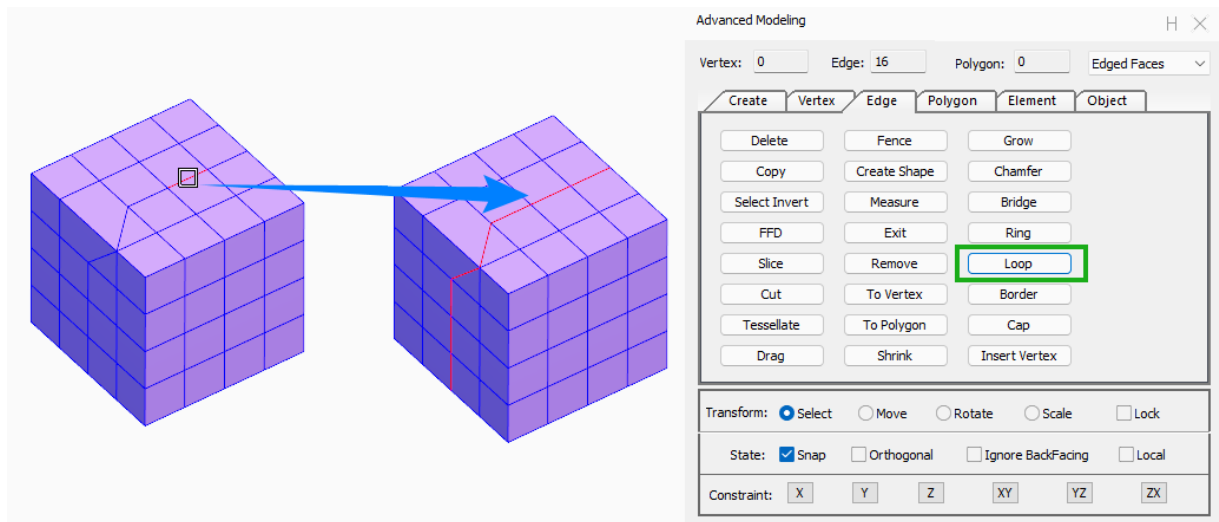 Advanced Modeling H
Vertex: 0 Edge: 16 Polygon: 0 Edged Faces
Create Vertex Edge Polygon Element Object
Delete Fence Grow
Copy Create Shape Chamfer
Select Invert Measure Bridge
FFD Exit Ring
Slice Remove Loop
Cut To Vertex Border
Tessellate To Polygon Cap
Drag Shrink Insert Vertex
Transform: Select Move Rotate Scale Lock
State: Snap Orthogonal Ignore BackFacing Local
Constraint: X Y Z XY YZ ZX